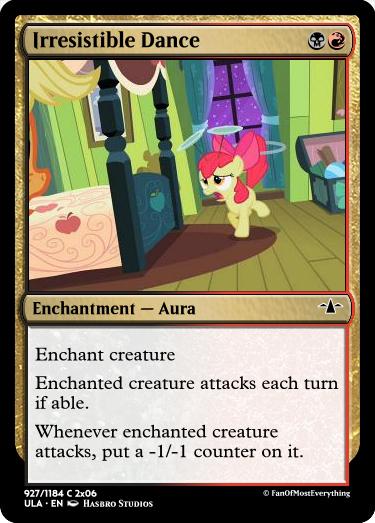 Irresistible Dance
Enchantment — Aura
Enchant creature
Enchanted creature attacks each turn
if able.
Whenever enchanted creature
attacks, put a -1/-1 counter on it.
927/1184 C 2x06
ULA • EN Hasbro Studios
© FanOfMostEverything